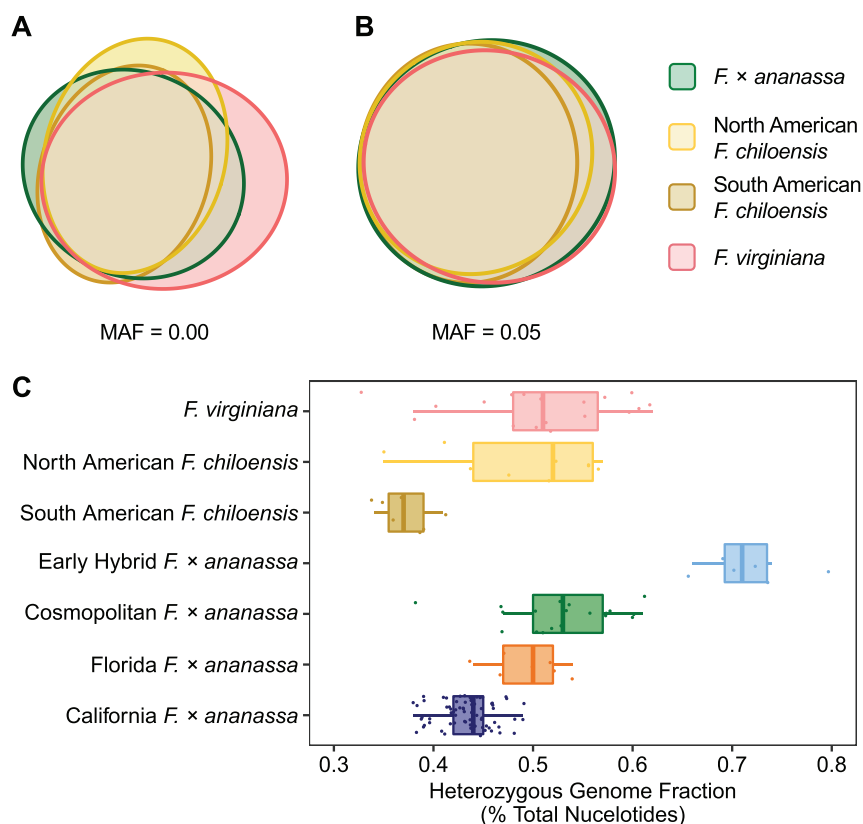 A
B
F. × ananassa
North American
F. chiloensis
South American
F. chiloensis
F. virginiana
MAF = 0.00
MAF = 0.05
C
F. virginiana
North American F. chiloensis
South American F. chiloensis
Early Hybrid F. × ananassa
Cosmopolitan F. × ananassa
Florida F. × ananassa
California F. × ananassa
0.3 0.4 0.5 0.6 0.7 0.8
Heterozygous Genome Fraction
(% Total Nucelotides)